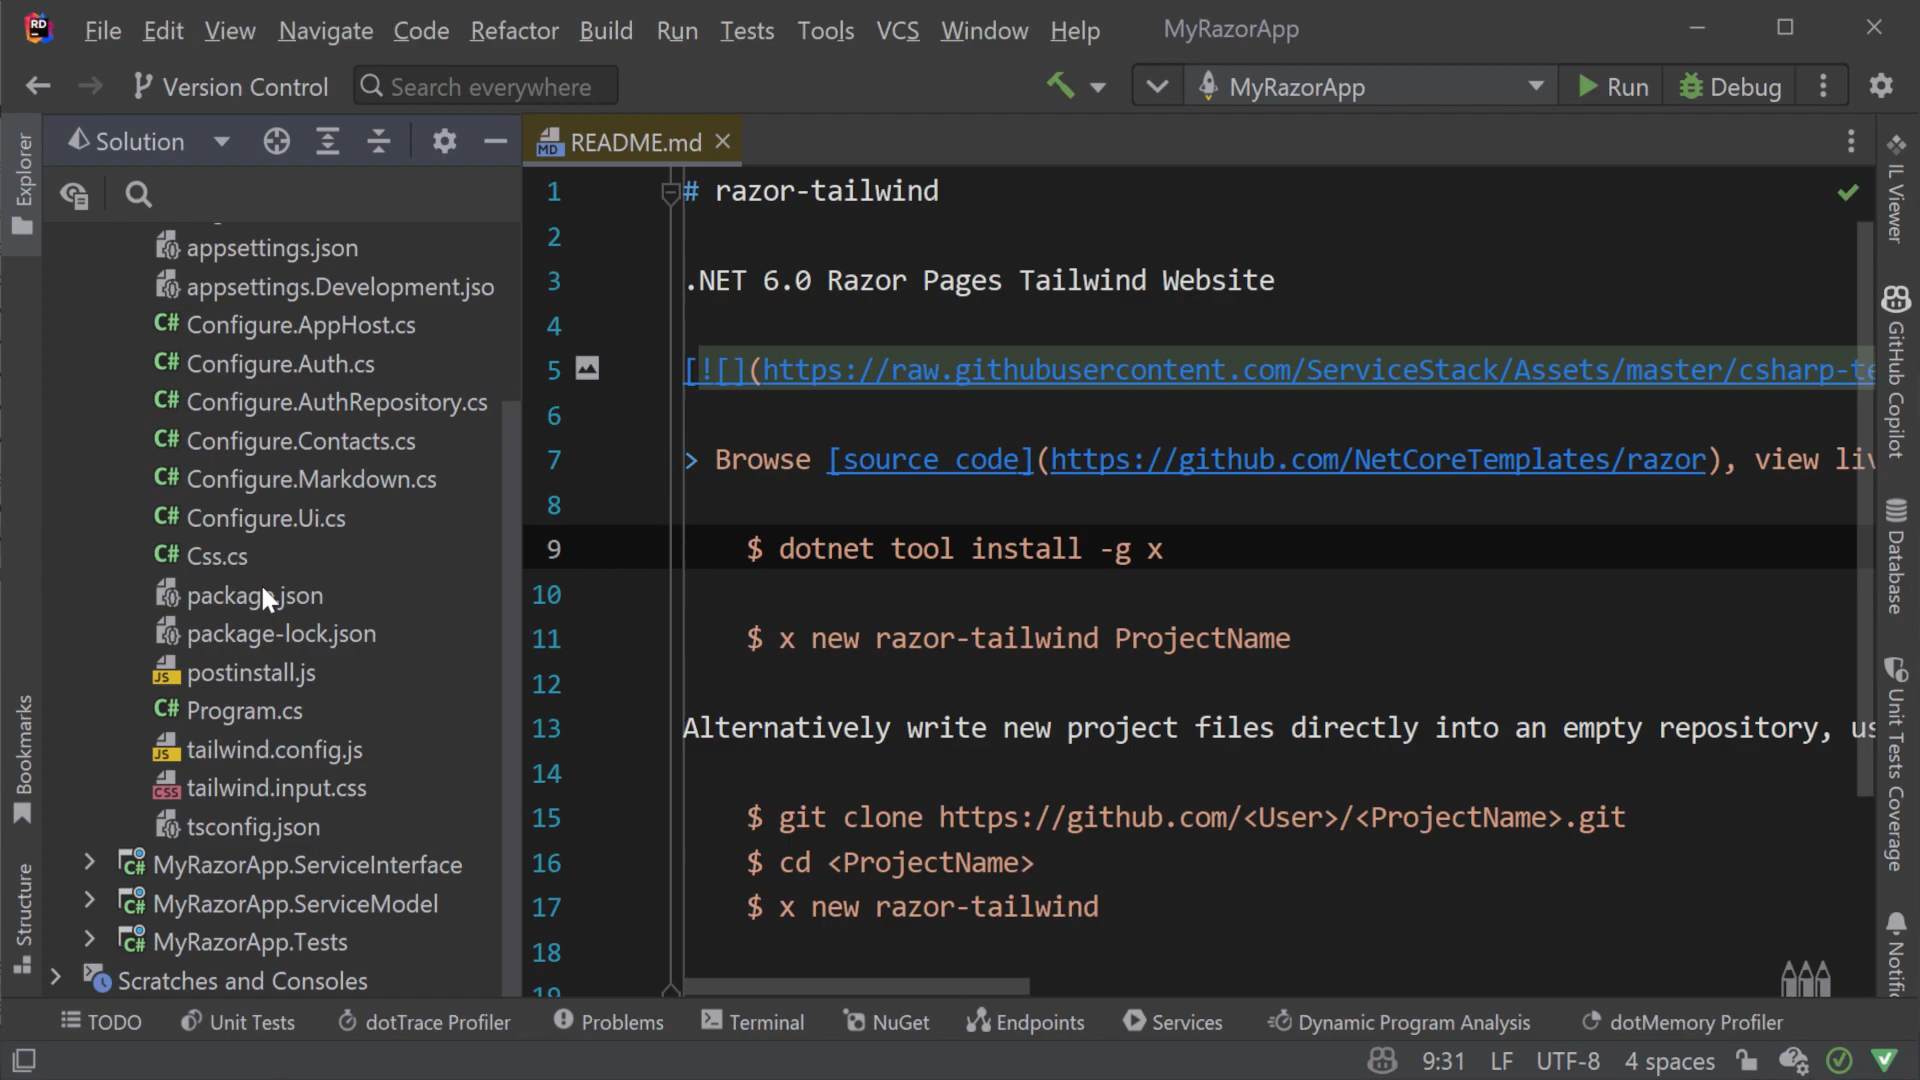 File Edit View Navigate Code Refactor Build Run Tests Tools VCS Window Help MyRazorApp
Version Control Search everywhere MyRazorApp Run Debug
Explorer
Bookmarks
Structure
Solution
appsettings.json
appsettings.Development.jso
Configure.AppHost.cs
Configure.Auth.cs
Configure.AuthRepository.cs
Configure.Contacts.cs
Configure.Markdown.cs
Configure.Ui.cs
Css.cs
package.json
package-lock.json
postinstall.js
Program.cs
tailwind.config.js
tailwind.input.css
tsconfig.json
MyRazorApp.ServiceInterface
MyRazorApp.ServiceModel
MyRazorApp.Tests
Scratches and Consoles
README.md
1 # razor-tailwind
2
3 .NET 6.0 Razor Pages Tailwind Website
4
5 [![](https://raw.githubusercontent.com/ServiceStack/Assets/master/csharp-te
6
7 > Browse [source code](https://github.com/NetCoreTemplates/razor), view liv
8
9 $ dotnet tool install -g x
10
11 $ x new razor-tailwind ProjectName
12
13 Alternatively write new project files directly into an empty repository, us
14
15 $ git clone https://github.com/<User>/<ProjectName>.git
16 $ cd <ProjectName>
17 $ x new razor-tailwind
18
19
IL Viewer
GitHub Copilot
Database
Unit Tests Coverage
Notific
TODO Unit Tests dotTrace Profiler Problems Terminal NuGet Endpoints Services Dynamic Program Analysis dotMemory Profiler
9:31 LF UTF-8 4 spaces